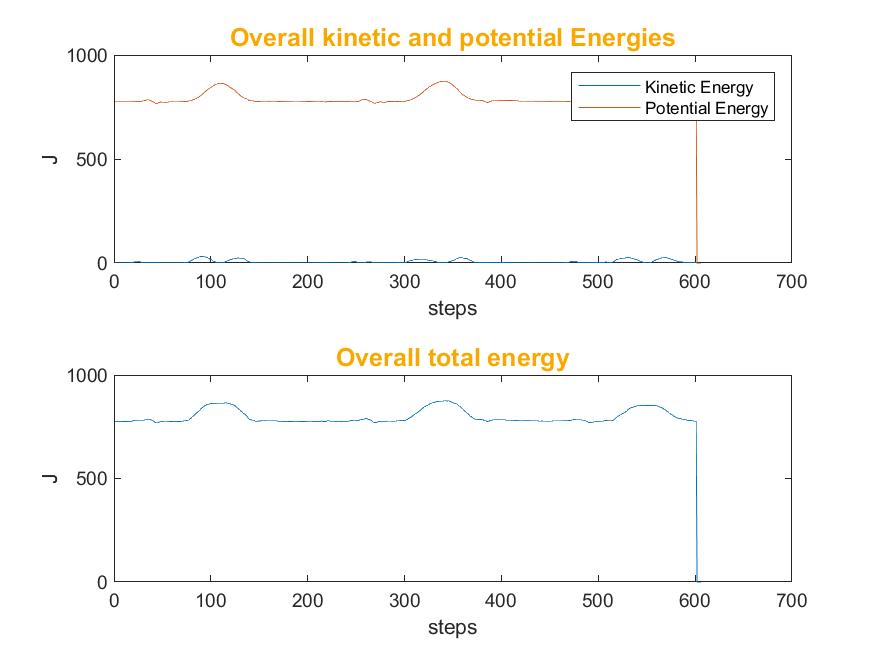 Overall kinetic and potential Energies
1000
500
0
J
Kinetic Energy
Potential Energy
0 100 200 300 400 500 600 700
steps
Overall total energy
1000
500
0
J
0 100 200 300 400 500 600 700
steps